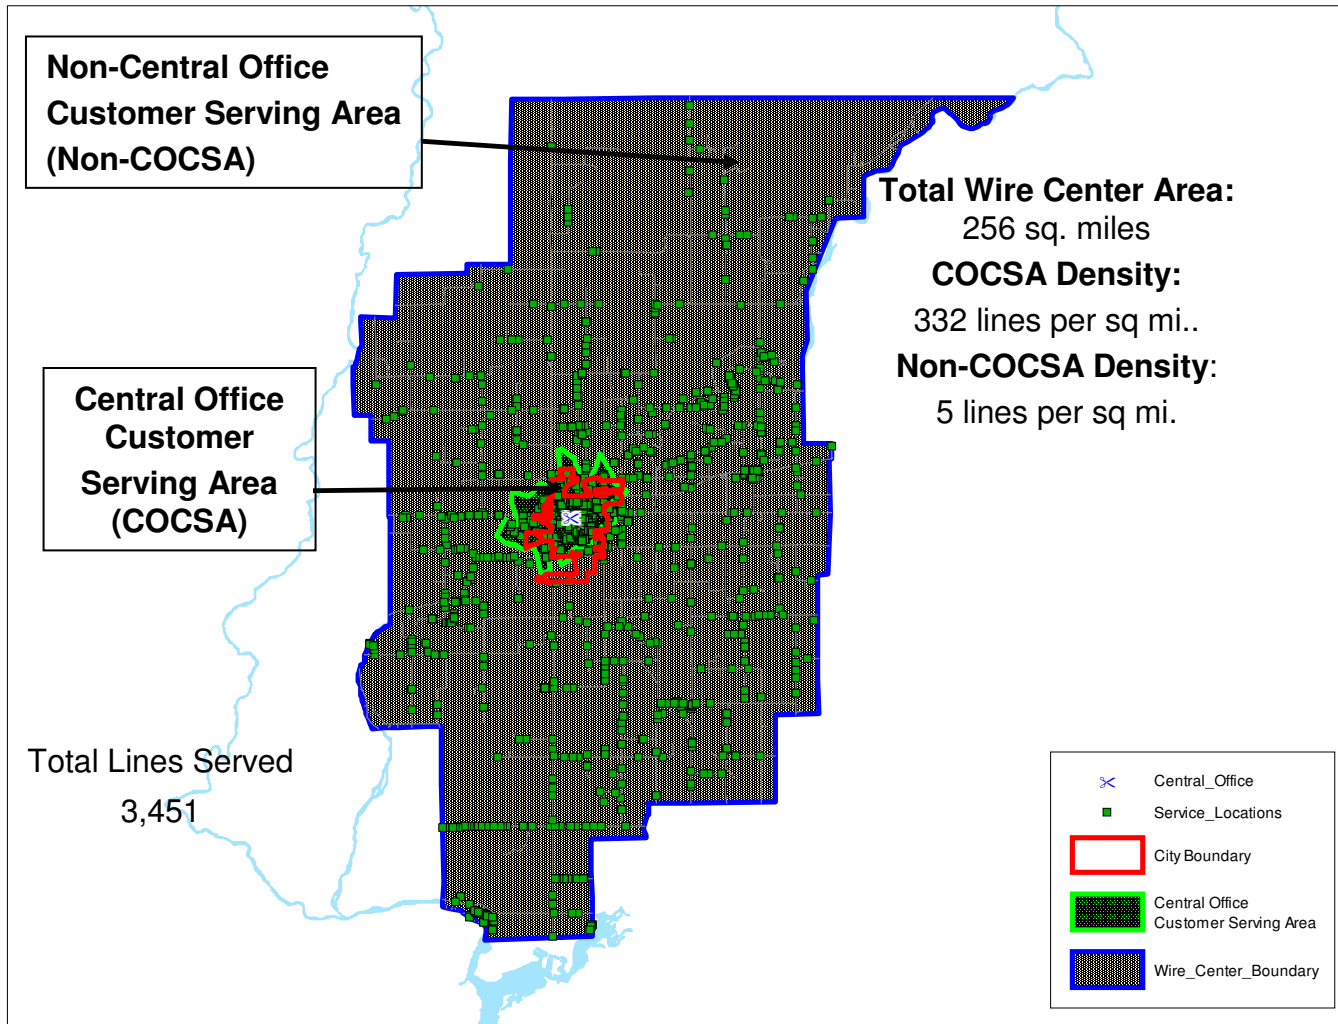 Non-Central Office
Customer Serving Area
(Non-COCSA)
Total Wire Center Area:
256 sq. miles
COCSA Density:
332 lines per sq mi..
Non-COCSA Density:
5 lines per sq mi.
Central Office
Customer
Serving Area
(COCSA)
Total Lines Served
3,451
Central_Office
Service_Locations
City Boundary
Central Office
Customer Serving Area
Wire_Center_Boundary